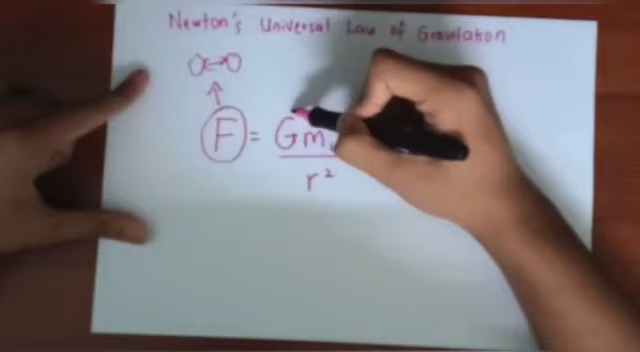 Newton's Universal Law of Gravitation
F = Gm
r²